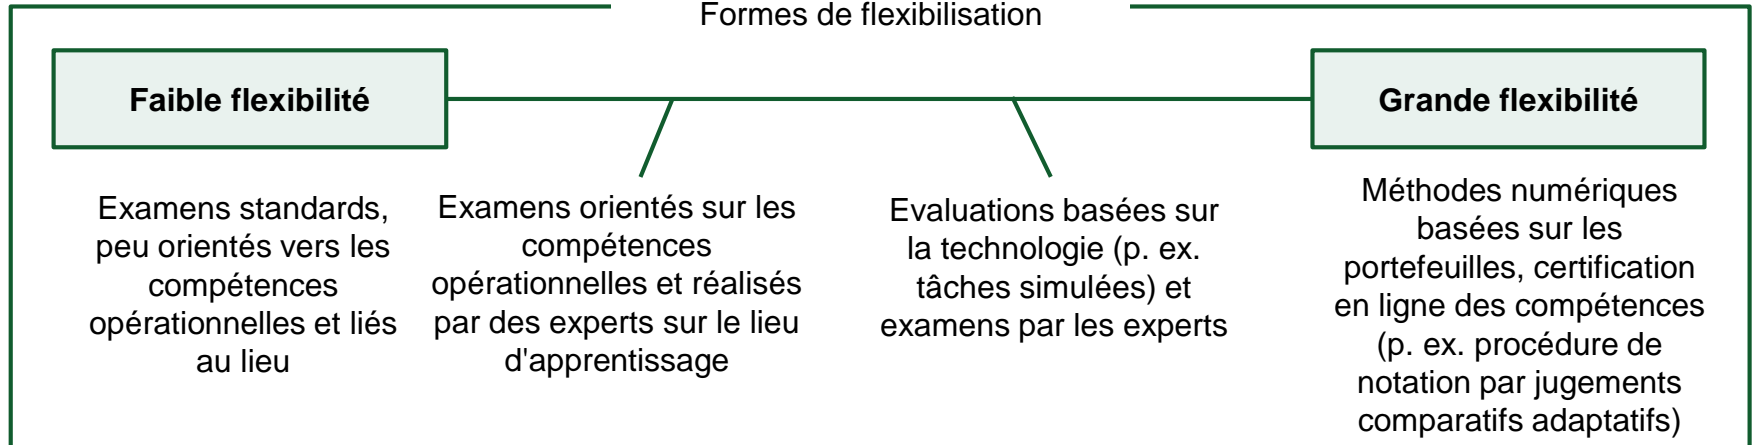 Formes de flexibilisation
Faible flexibilité
Grande flexibilité
Examens standards,
peu orientés vers les
compétences
opérationnelles et liés
au lieu
Examens orientés sur les
compétences
opérationnelles et réalisés
par des experts sur le lieu
d'apprentissage
Evaluations basées sur
la technologie (p. ex.
tâches simulées) et
examens par les experts
Méthodes numériques
basées sur les
portefeuilles, certification
en ligne des compétences
(p. ex. procédure de
notation par jugements
comparatifs adaptatifs)